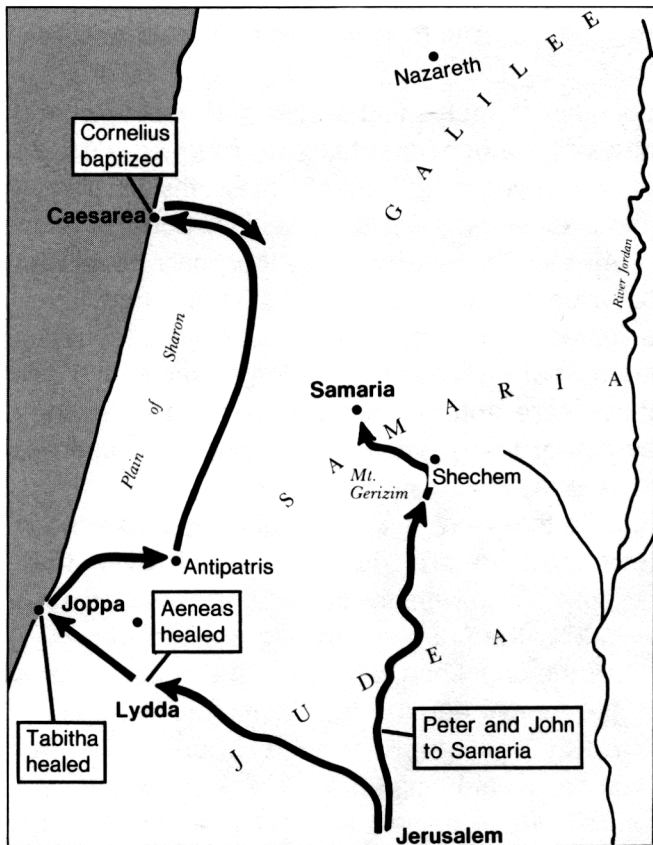 Nazareth
GALILEE
Cornelius
baptized
Caesarea
River Jordan
Plain of Sharon
Samaria
SAMARIA
Shechem
Mt.
Gerizim
Antipatris
Joppa
Aeneas
healed
Lydda
JUDEA
Tabitha
healed
Peter and John
to Samaria
Jerusalem